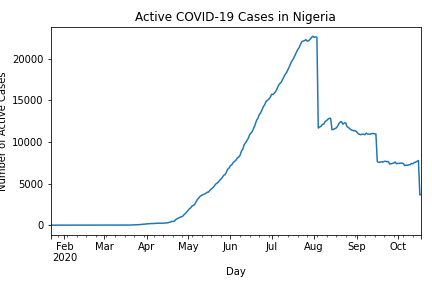 Active COVID-19 Cases in Nigeria
Number of Active Cases
20000
15000
10000
5000
0
Feb
2020
Mar
Apr
May
Jun
Jul
Aug
Sep
Oct
Day